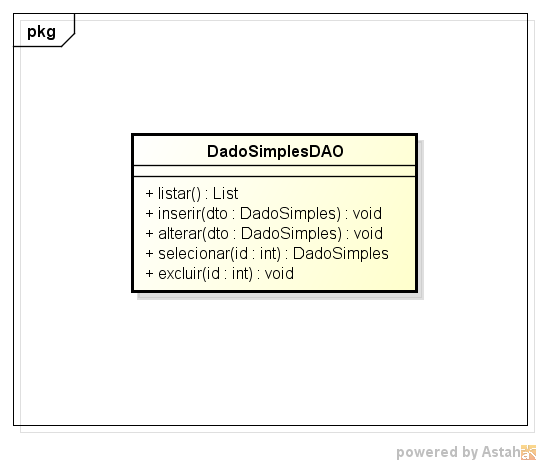 pkg
DadoSimplesDAO
+ listar() : List
+ inserir(dto : DadoSimples) : void
+ alterar(dto : DadoSimples) : void
+ selecionar(id : int) : DadoSimples
+ excluir(id : int) : void
powered by Astah